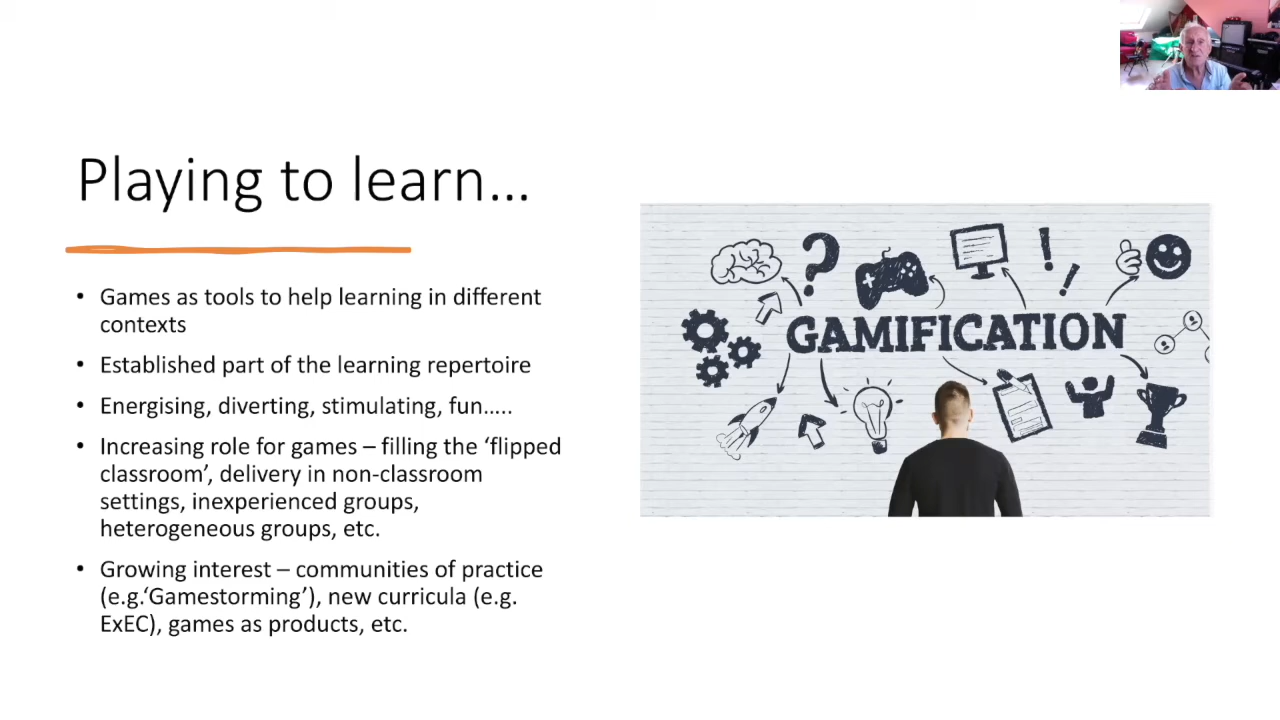 Playing to learn…
• Games as tools to help learning in different
contexts
• Established part of the learning repertoire
• Energising, diverting, stimulating, fun…..
• Increasing role for games – filling the ‘flipped
classroom’, delivery in non-classroom
settings, inexperienced groups,
heterogeneous groups, etc.
• Growing interest – communities of practice
(e.g.‘Gamestorming’), new curricula (e.g.
ExEC), games as products, etc.
?
!
!
GAMIFICATION